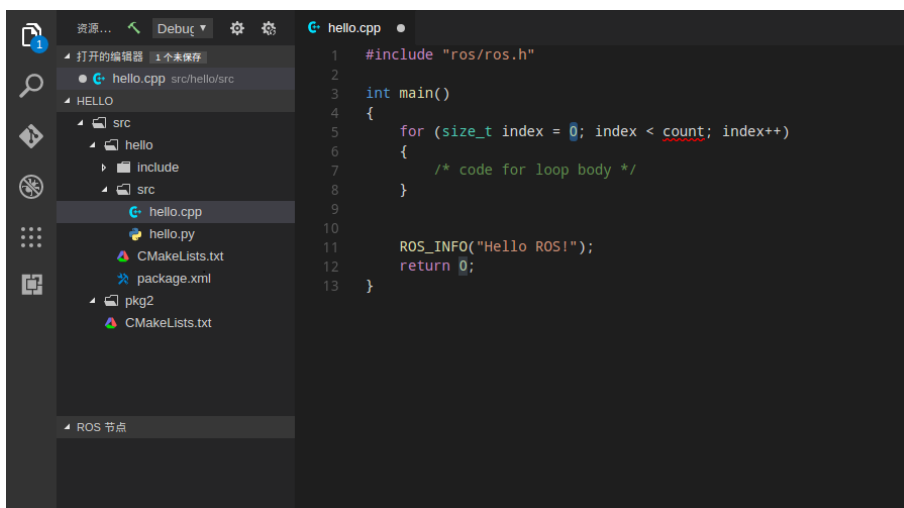 资源... Debug
打开的编辑器 1 个未保存
hello.cpp src/hello/src
HELLO
src
hello
include
src
hello.cpp
hello.py
CMakeLists.txt
package.xml
pkg2
CMakeLists.txt
ROS 节点
1
hello.cpp
1 #include "ros/ros.h"
2
3 int main()
4 {
5 for (size_t index = 0; index < count; index++)
6 {
7 /* code for loop body */
8 }
9
10
11 ROS_INFO("Hello ROS!");
12 return 0;
13 }